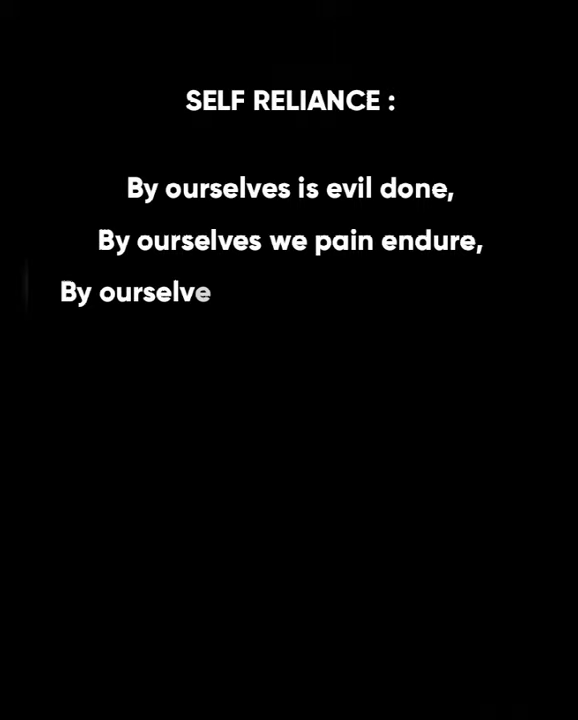 SELF RELIANCE :
By ourselves is evil done,
By ourselves we pain endure,
By ourselve